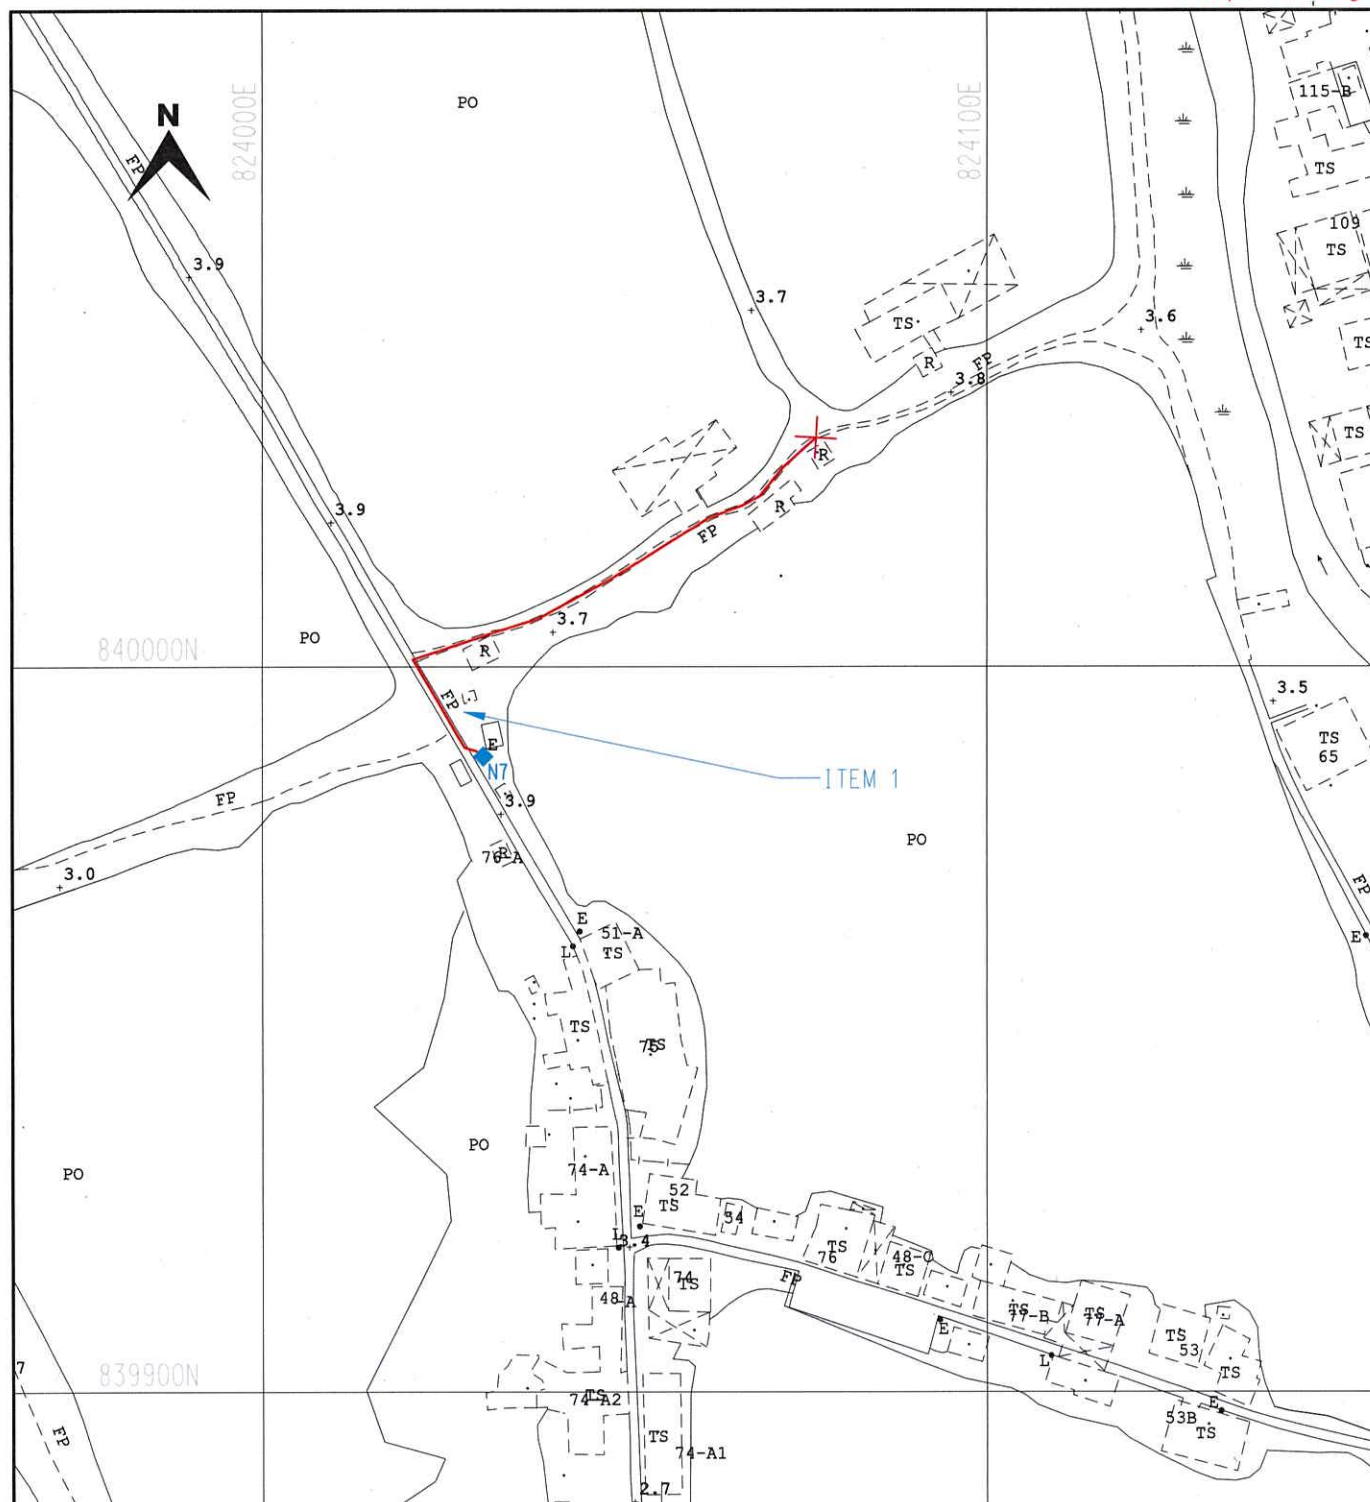 115-B
PO
824000E
824100E
N
FP
TS
109
TS
3.9
3.7
3.6
TS
TS
R
FP
3.8
TS
R
R
3.9
FP
3.7
PO
840000N
R
FP
3.5
TS
65
E
N7
ITEM 1
FP
3.9
PO
76-A
R
3.0
FP
E
51-A
TS
L
E
TS
75
TS
PO
PO
74-A
52
TS
54
E
L
3.4
TS
76
48-C
TS
74
TS
FP
48-A
TS
77-B
TS
77-A
E
TS
53
L
TS
7
839900N
TS
74-A2
E
53B
TS
FP
TS
74-A1
2.7